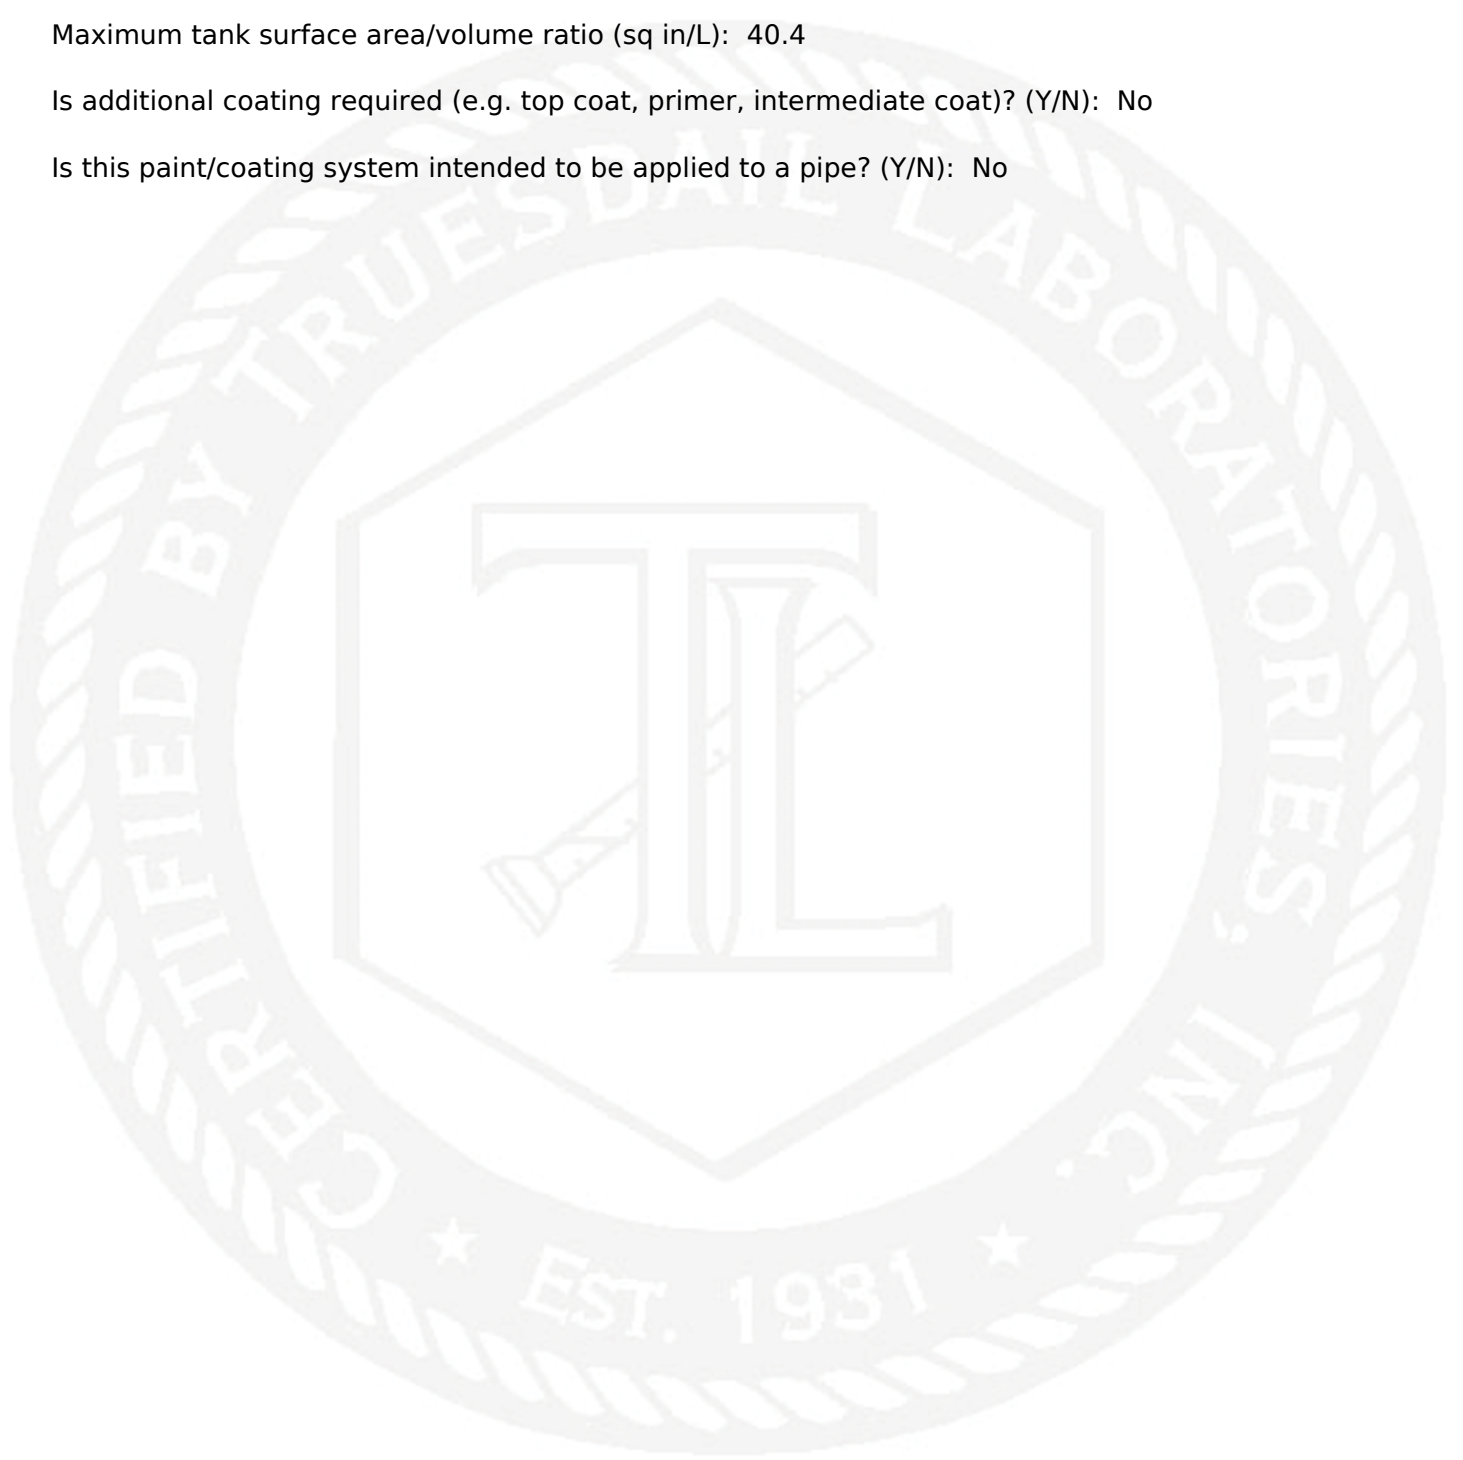 Maximum tank surface area/volume ratio (sq in/L):  40.4
Is additional coating required (e.g. top coat, primer, intermediate coat)? (Y/N):  No
Is this paint/coating system intended to be applied to a pipe? (Y/N):  No
CERTIFIED BY TRUESDAIL LABORATORIES, INC.
TL
EST. 1931